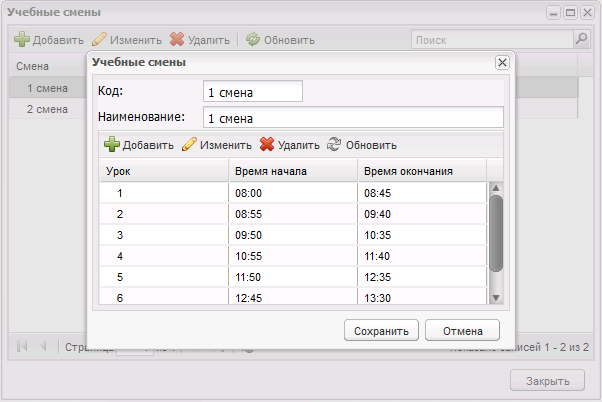 Учебные смены
Добавить Изменить Удалить Обновить Поиск
Смена
1 смена
2 смена
Учебные смены
Код: 1 смена
Наименование: 1 смена
Добавить Изменить Удалить Обновить
Урок Время начала Время окончания
1 08:00 08:45
2 08:55 09:40
3 09:50 10:35
4 10:55 11:40
5 11:50 12:35
6 12:45 13:30
Сохранить Отмена
Страница записей 1 - 2 из 2
Закрыть